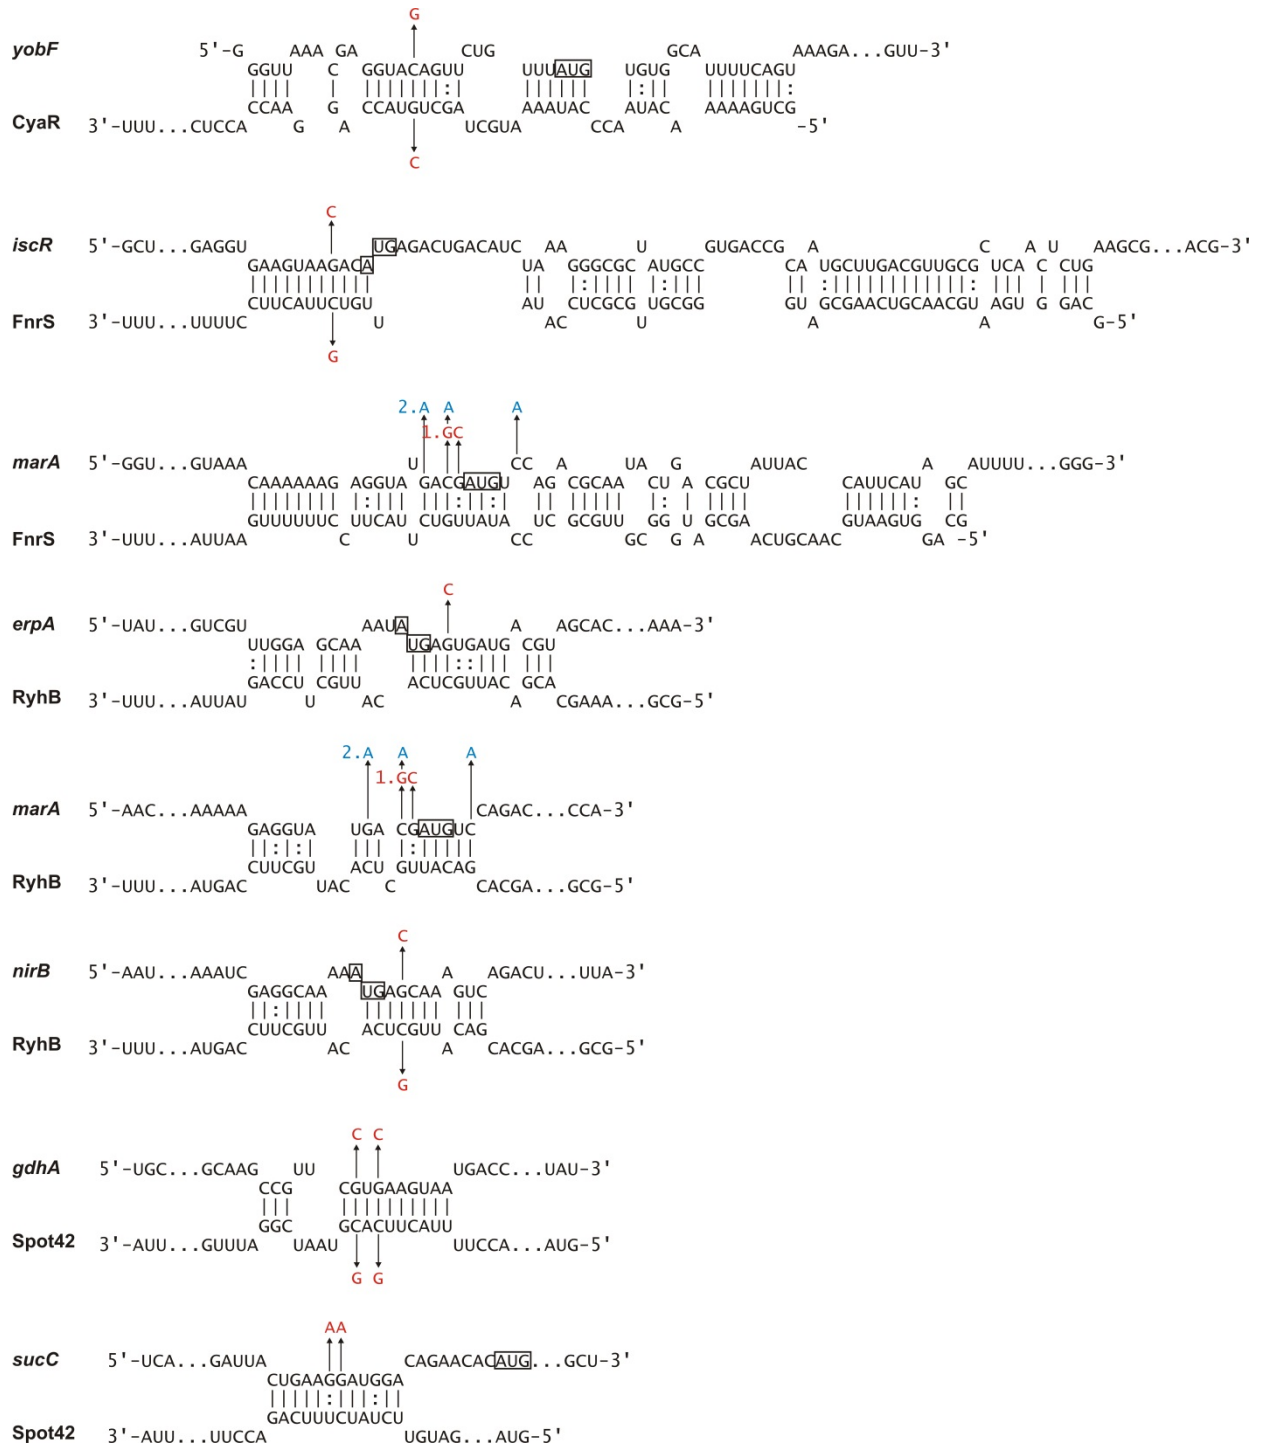 G
yobF 5'-G AAA GA CUG GCA AAAGA...GUU-3'
GGUU C GGUACAGUU UUUAUG UGUG UUUUCAGU
|||| | |||||||:| |||||| |:|| |||||||:
CCAA G CCAUGUCGA AAAUAC AUAC AAAAGUCG
CyaR 3'-UUU...CUCCA G A UCGUA CCA A -5'
C
C
iscR 5'-GCU...GAGGU UGAGACUGACAUC AA U GUGACCG A C A U AAGCG...ACG-3'
GAAGUAAGACA UA GGGCGC AUGCC CA UGCUUGACGUUGCG UCA C CUG
||||||||||| || |:|||| |:||| || :||||||||||||: ||| | |||
CUUCAUUCUGU AU CUCGCG UGCGG GU GCGAACUGCAACGU AGU G GAC
FnrS 3'-UUU...UUUUC U AC U A A G-5'
G
2.A A A
1.GC
marA 5'-GGU...GUAAA U CC A UA G AUUAC A AUUUU...GGG-3'
CAAAAAAG AGGUA GACGAUGU AG CGCAA CU A CGCU CAUUCAU GC
|||||||| |:||| |||:||:| || ||||| |: | |||| ||||||: ||
GUUUUUUC UUCAU CUGUUAUA UC GCGUU GG U GCGA GUAAGUG CG
FnrS 3'-UUU...AUUAA C U CC GC G A ACUGCAAC GA -5'
C
erpA 5'-UAU...GUCGU AAUA A AGCAC...AAA-3'
UUGGA GCAA UGAGUGAUG CGU
:|||| |||| ||||::||| |||
GACCU CGUU ACUCGUUAC GCA
RyhB 3'-UUU...AUUAU U AC A CGAAA...GCG-5'
2.A A A
1.GC
marA 5'-AAC...AAAAA CAGAC...CCA-3'
GAGGUA UGA CGAUGUC
||:|:| ||| |:|||||
CUUCGU ACU GUUACAG
RyhB 3'-UUU...AUGAC UAC C CACGA...GCG-5'
C
nirB 5'-AAU...AAAUC AAA A AGACU...UUA-3'
GAGGCAA UGAGCAA GUC
||:|||| ||||||| |||
CUUCGUU ACUCGUU CAG
RyhB 3'-UUU...AUGAC AC A CACGA...GCG-5'
G
C C
gdhA 5'-UGC...GCAAG UU UGACC...UAU-3'
CCG CGUGAAGUAA
||| ||||||||||
GGC GCACUUCAUU
Spot42 3'-AUU...GUUUA UAAU UUCCA...AUG-5'
G G
AA
sucC 5'-UCA...GAUUA CAGAACACAUG...GCU-3'
CUGAAGGAUGGA
|||||:|||:||
GACUUUCUAUCU
Spot42 3'-AUU...UUCCA UGUAG...AUG-5'